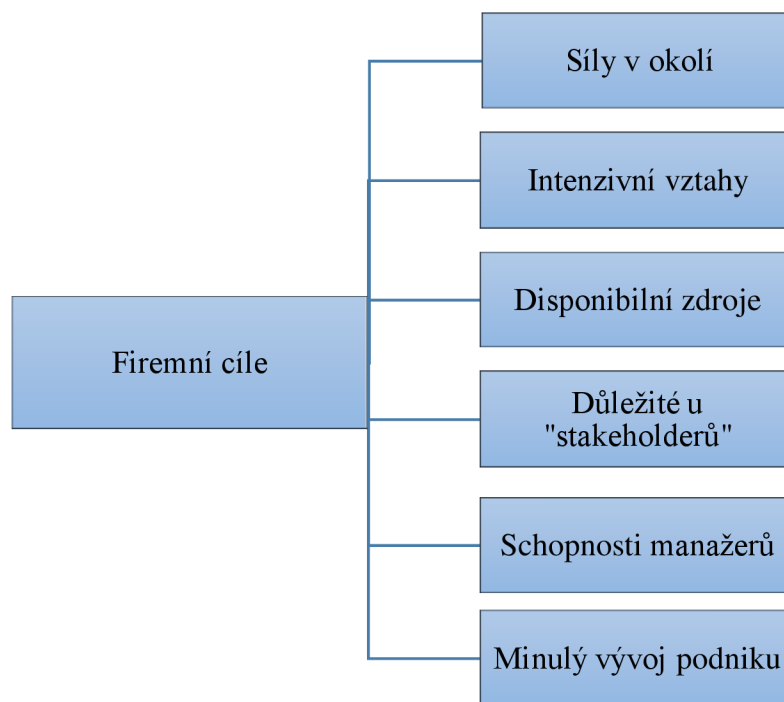 Síly v okolí
Intenzivní vztahy
Disponibilní zdroje
Firemní cíle
Důležité u
"stakeholderů"
Schopnosti manažerů
Minulý vývoj podniku